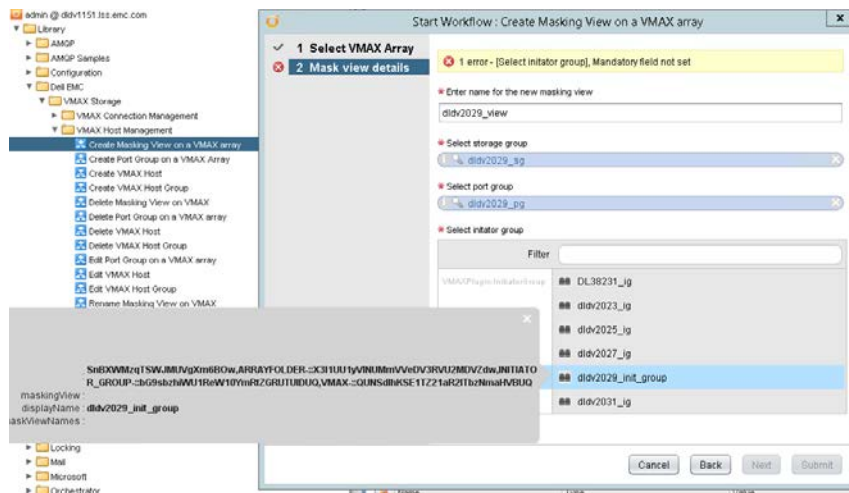 admin @ dldv1151.lss.emc.com
Library
AMQP
AMQP Samples
Configuration
Dell EMC
VMAX Storage
VMAX Connection Management
VMAX Host Management
Create Masking View on a VMAX array
Create Port Group on a VMAX Array
Create VMAX Host
Create VMAX Host Group
Delete Masking View on VMAX
Delete Port Group on a VMAX array
Delete VMAX Host
Delete VMAX Host Group
Edit Port Group on a VMAX array
Edit VMAX Host
Edit VMAX Host Group
Rename Masking View on VMAX
maskingView :
displayName : dldv2029_init_group
askViewNames :
Locking
Mail
Microsoft
Orchestrator
Start Workflow : Create Masking View on a VMAX array
1 Select VMAX Array
2 Mask view details
1 error - [Select initator group], Mandatory field not set
* Enter name for the new masking view
dldv2029_view
* Select storage group
dldv2029_sg
* Select port group
dldv2029_pg
* Select initator group
Filter
VMAXPlugin:InitiatorGroup
DL38231_ig
dldv2023_ig
dldv2025_ig
dldv2027_ig
dldv2029_init_group
dldv2031_ig
Cancel Back Next Submit
Name Type Value